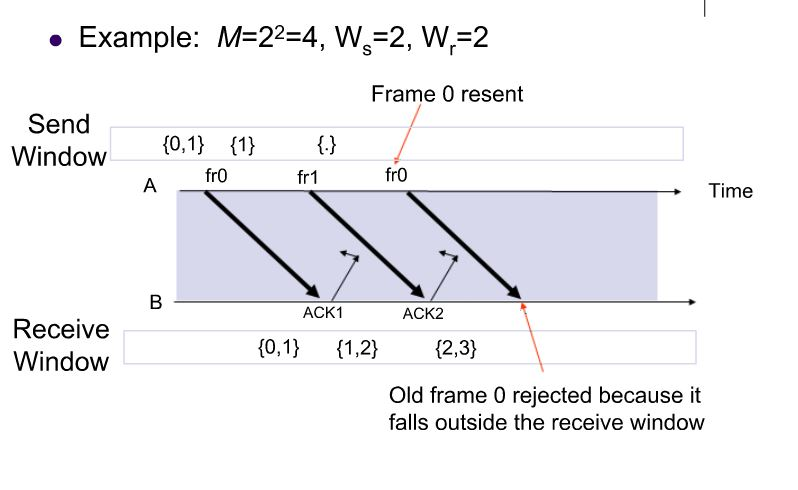 • Example: M=2²=4, Wₛ=2, Wᵣ=2
Frame 0 resent
Send
Window
{0,1} {1} {.}
fr0 fr1 fr0
A
Time
B
ACK1 ACK2
Receive
Window
{0,1} {1,2} {2,3}
Old frame 0 rejected because it
falls outside the receive window